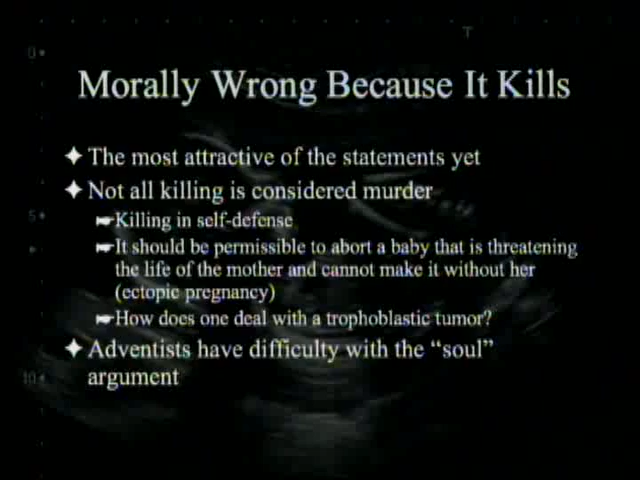 T
0
Morally Wrong Because It Kills
The most attractive of the statements yet
Not all killing is considered murder
5
Killing in self-defense
It should be permissible to abort a baby that is threatening
the life of the mother and cannot make it without her
(ectopic pregnancy)
How does one deal with a trophoblastic tumor?
Adventists have difficulty with the “soul”
10
argument